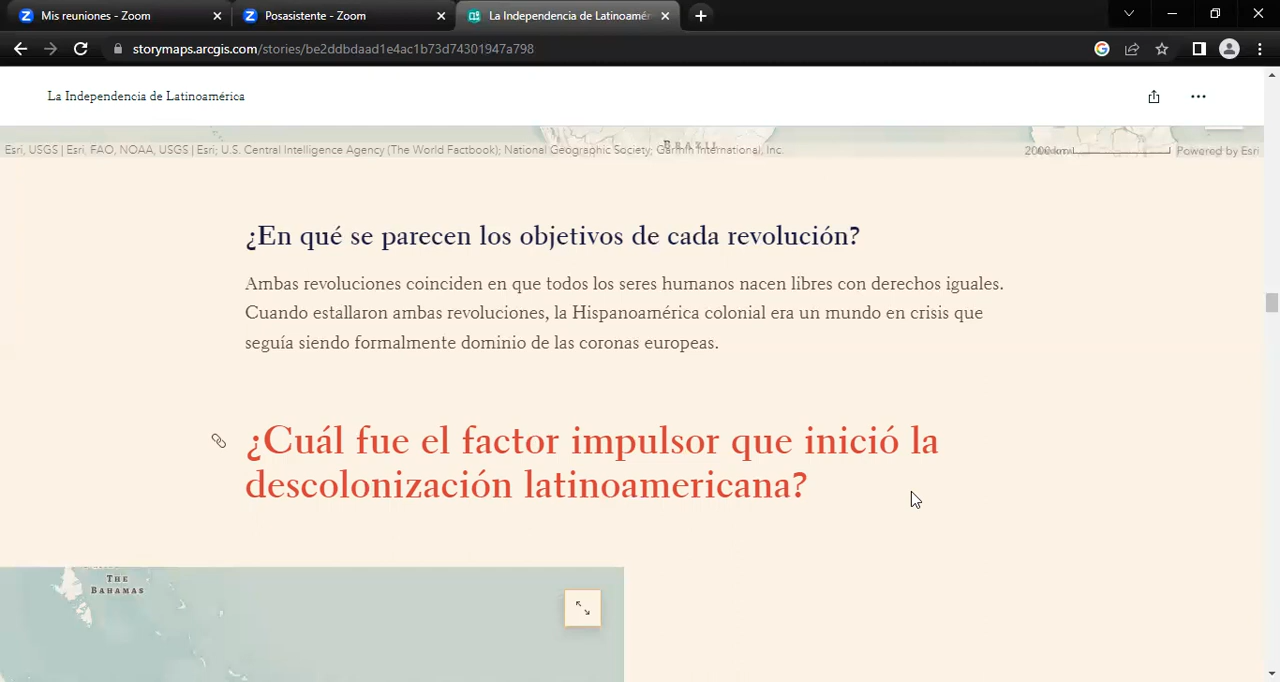 Mis reuniones - Zoom
Posasistente - Zoom
La Independencia de Latinoamér
storymaps.arcgis.com/stories/be2ddbdaad1e4ac1b73d74301947a798
La Independencia de Latinoamérica
BRAZIL
Esri, USGS | Esri, FAO, NOAA, USGS | Esri; U.S. Central Intelligence Agency (The World Factbook); National Geographic Society; Garmin International, Inc.
2000 km
Powered by Esri
¿En qué se parecen los objetivos de cada revolución?
Ambas revoluciones coinciden en que todos los seres humanos nacen libres con derechos iguales.
Cuando estallaron ambas revoluciones, la Hispanoamérica colonial era un mundo en crisis que
seguía siendo formalmente dominio de las coronas europeas.
¿Cuál fue el factor impulsor que inició la
descolonización latinoamericana?
THE
BAHAMAS